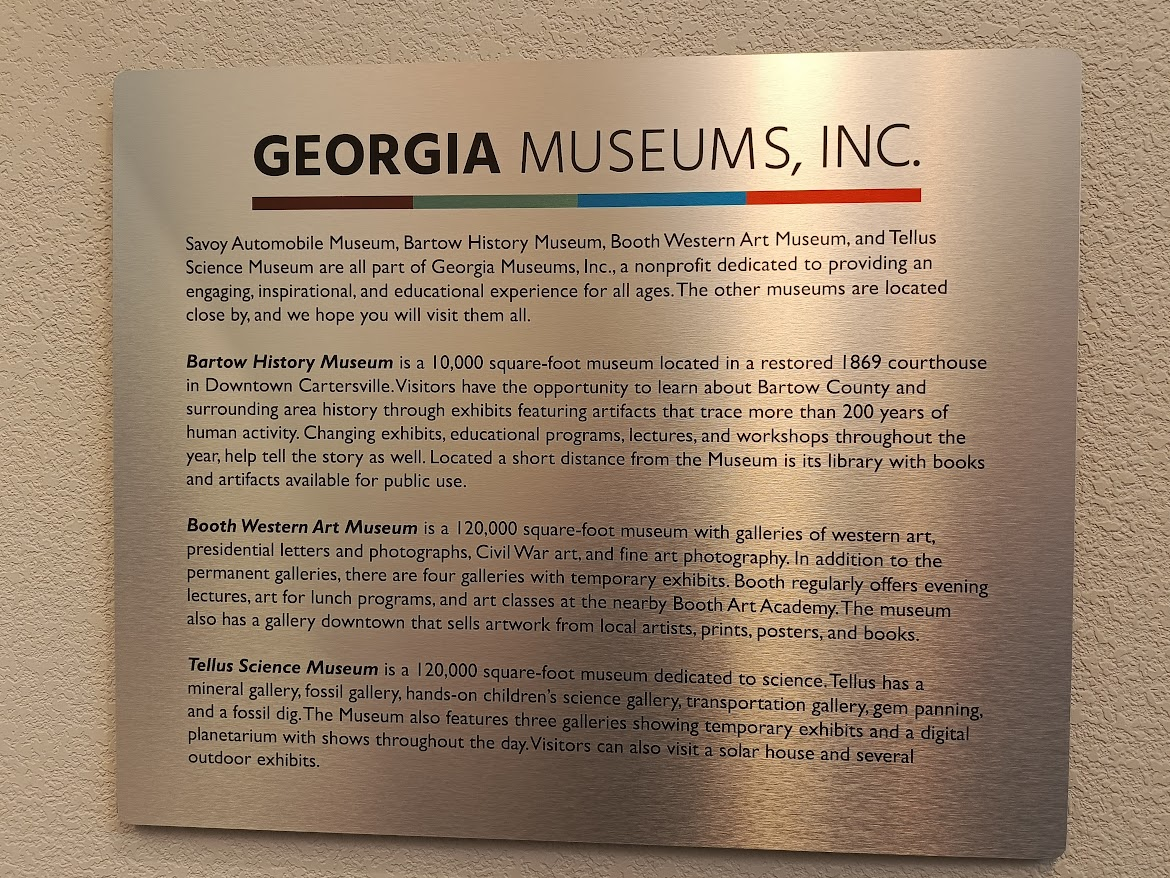 GEORGIA MUSEUMS, INC.
Savoy Automobile Museum, Bartow History Museum, Booth Western Art Museum, and Tellus
Science Museum are all part of Georgia Museums, Inc., a nonprofit dedicated to providing an
engaging, inspirational, and educational experience for all ages. The other museums are located
close by, and we hope you will visit them all.
Bartow History Museum is a 10,000 square-foot museum located in a restored 1869 courthouse
in Downtown Cartersville. Visitors have the opportunity to learn about Bartow County and
surrounding area history through exhibits featuring artifacts that trace more than 200 years of
human activity. Changing exhibits, educational programs, lectures, and workshops throughout the
year, help tell the story as well. Located a short distance from the Museum is its library with books
and artifacts available for public use.
Booth Western Art Museum is a 120,000 square-foot museum with galleries of western art,
presidential letters and photographs, Civil War art, and fine art photography. In addition to the
permanent galleries, there are four galleries with temporary exhibits. Booth regularly offers evening
lectures, art for lunch programs, and art classes at the nearby Booth Art Academy. The museum
also has a gallery downtown that sells artwork from local artists, prints, posters, and books.
Tellus Science Museum is a 120,000 square-foot museum dedicated to science. Tellus has a
mineral gallery, fossil gallery, hands-on children's science gallery, transportation gallery, gem panning,
and a fossil dig. The Museum also features three galleries showing temporary exhibits and a digital
planetarium with shows throughout the day. Visitors can also visit a solar house and several
outdoor exhibits.